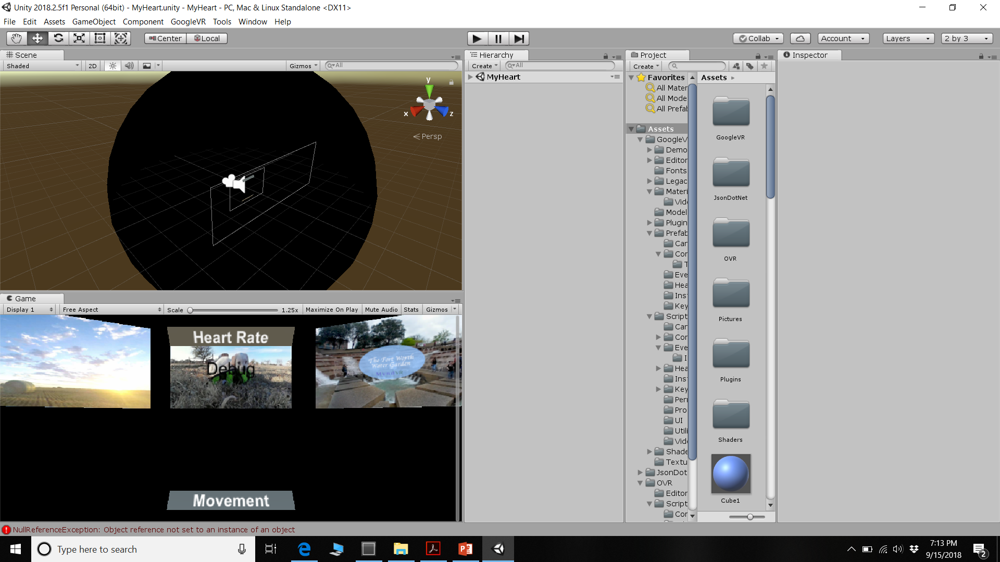 Unity 2018.2.5f1 Personal (64bit) - MyHeart.unity - MyHeart - PC, Mac & Linux Standalone <DX11>
File Edit Assets GameObject Component GoogleVR Tools Window Help
Center Local Collab Account Layers 2 by 3
Scene
Shaded 2D Gizmos All
y
x z
Persp
Game
Display 1 Free Aspect Scale 1.25x Maximize On Play Mute Audio Stats Gizmos
Heart Rate
Debug
The Fort Worth
Water Garden
Movement
Hierarchy
Create All
MyHeart
Project
Create
Favorites
All Mater
All Mode
All Prefab
Assets
GoogleV
Demo
Editor
Fonts
Legac
Materi
Vide
Model
Plugin
Prefab
Car
Cor
T
Eve
Hea
Ins
Key
Script
Car
Cor
Eve
I
Hea
Ins
Key
Per
Pro
UI
Utili
Vide
Shade
Textu
JsonDot
OVR
Editor
Script
Cor
Assets
GoogleVR
JsonDotNet
OVR
Pictures
Plugins
Shaders
Cube1
Inspector
NullReferenceException: Object reference not set to an instance of an object
Type here to search
7:13 PM
9/15/2018
2